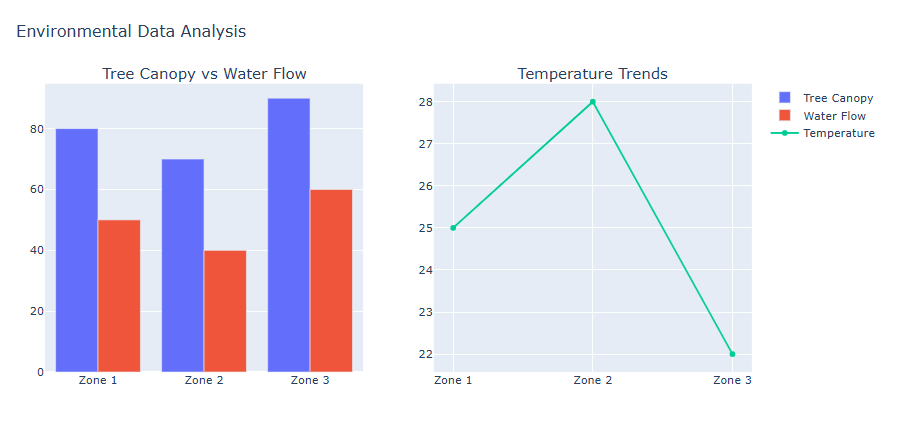 Environmental Data Analysis
Tree Canopy vs Water Flow
80
60
40
20
0
Zone 1
Zone 2
Zone 3
Temperature Trends
28
27
26
25
24
23
22
Zone 1
Zone 2
Zone 3
Tree Canopy
Water Flow
Temperature